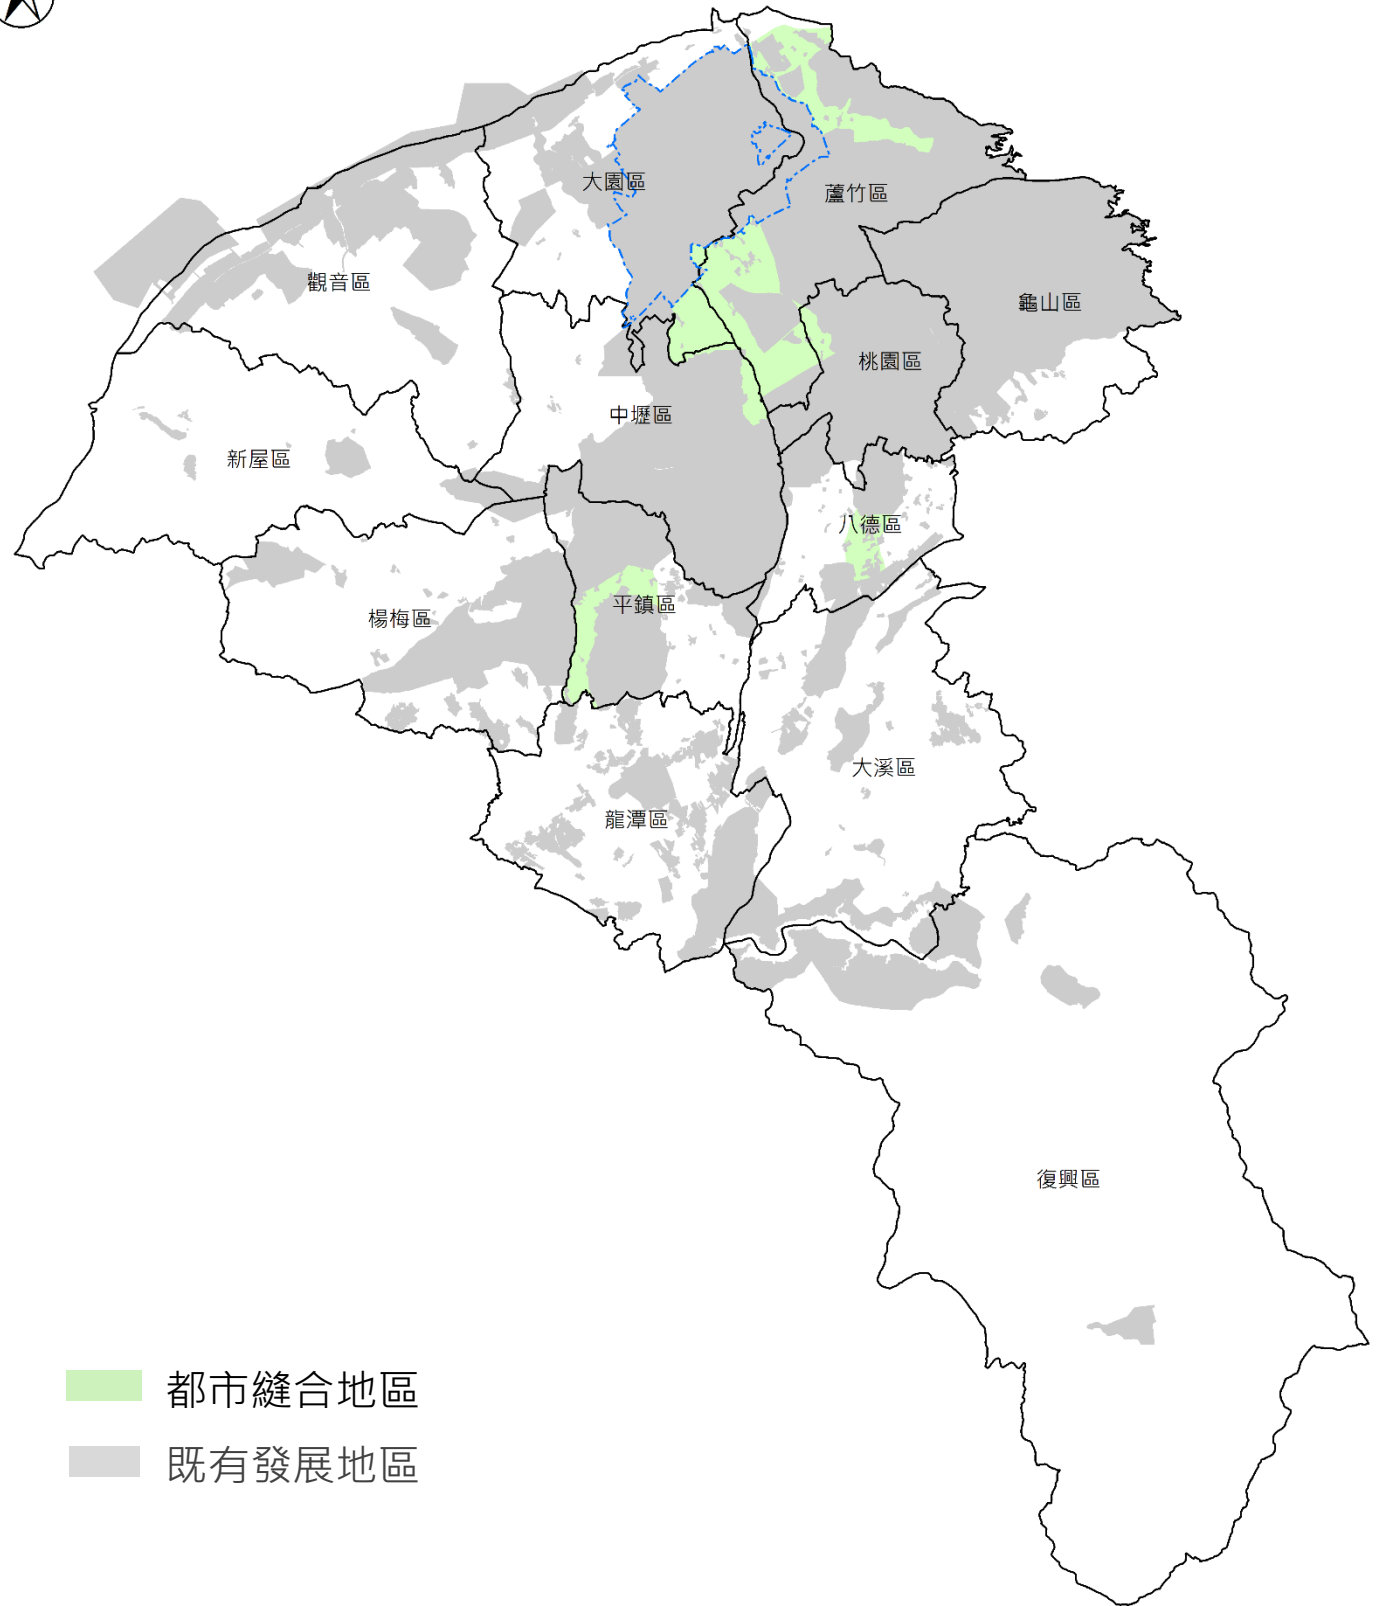 大園區
蘆竹區
觀音區
龜山區
桃園區
中壢區
新屋區
八德區
平鎮區
楊梅區
大溪區
龍潭區
復興區
都市縫合地區
既有發展地區